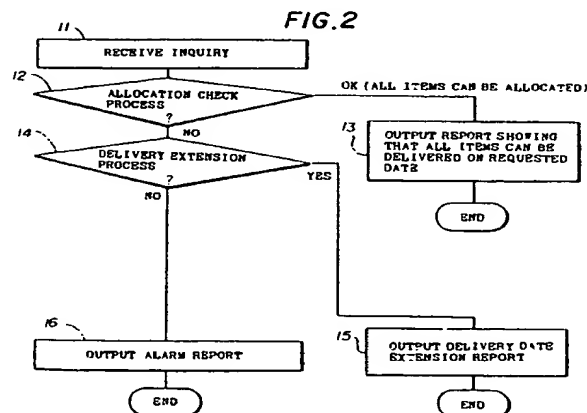 FIG.2
11
RECEIVE INQUIRY
12
ALLOCATION CHECK
PROCESS
?
OK (ALL ITEMS CAN BE ALLOCATED)
NO
13
OUTPUT REPORT SHOWING
THAT ALL ITEMS CAN BE
DELIVERED ON REQUESTED
DATE
END
14
DELIVERY EXTENSION
PROCESS
?
YES
NO
16
OUTPUT ALARM REPORT
END
15
OUTPUT DELIVERY DATE
EXTENSION REPORT
END